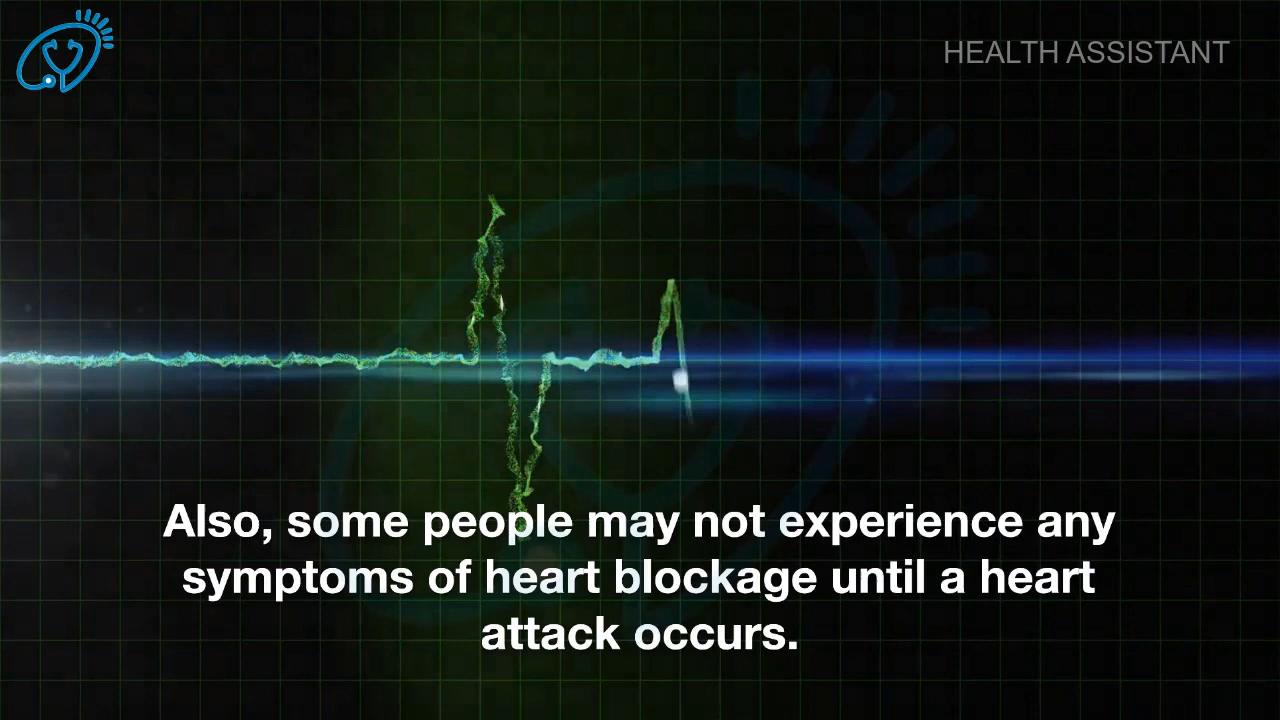 HEALTH ASSISTANT
Also, some people may not experience any
symptoms of heart blockage until a heart
attack occurs.